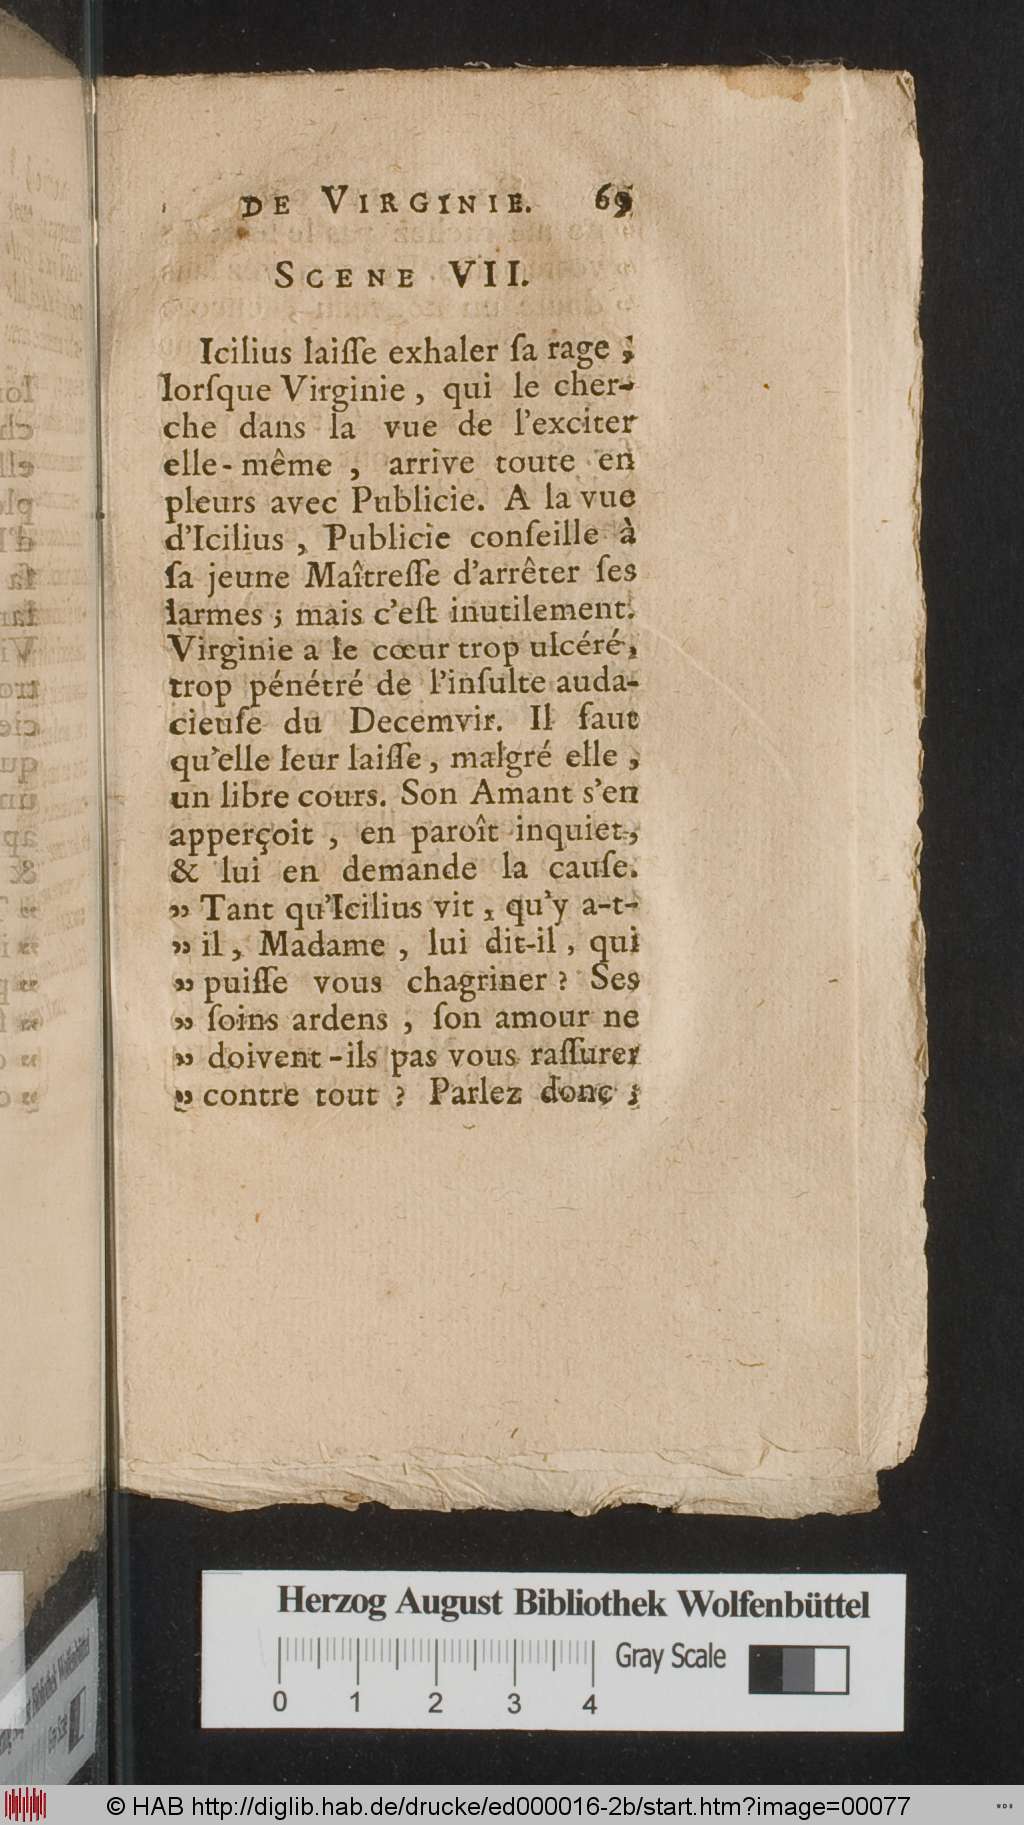 DE VIRGINIE. 69
SCENE VII.
Icilius laiſſe exhaler ſa rage ;
lorſque Virginie , qui le cher-
che dans la vue de l'exciter
elle-même , arrive toute en
pleurs avec Publicie. A la vue
d'Icilius , Publicie conſeille à
ſa jeune Maîtreſſe d'arrêter ſes
larmes ; mais c'eſt inutilement.
Virginie a le cœur trop ulcéré,
trop pénétré de l'inſulte auda-
cieuſe du Decemvir. Il faut
qu'elle leur laiſſe, malgré elle ,
un libre cours. Son Amant s'en
apperçoit , en paroît inquiet,
& lui en demande la cauſe.
„ Tant qu'Icilius vit, qu'y a-t-
„ il, Madame , lui dit-il, qui
„ puiſſe vous chagriner ? Ses
„ ſoins ardens , ſon amour ne
„ doivent-ils pas vous raſſurer
„ contre tout ? Parlez donc ;
Herzog August Bibliothek Wolfenbüttel
Gray Scale
0 1 2 3 4
© HAB http://diglib.hab.de/drucke/ed000016-2b/start.htm?image=00077